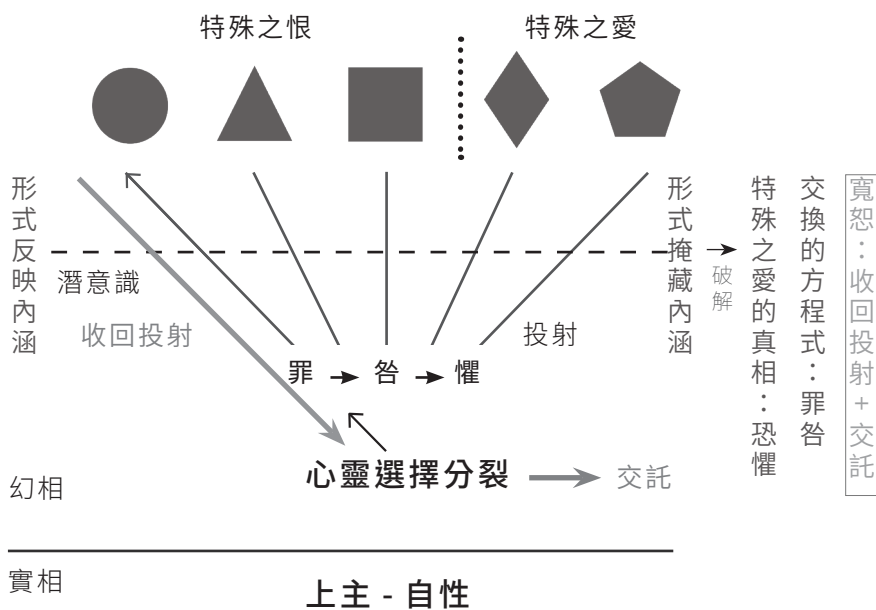 特殊之恨
特殊之愛
形式反映內涵
潛意識
收回投射
投射
罪 → 咎 → 懼
形式掩藏內涵
→
破解
特殊之愛的真相：恐懼
交換的方程式：罪咎
寬恕：收回投射+交託
心靈選擇分裂 → 交託
幻相
實相
上主 - 自性